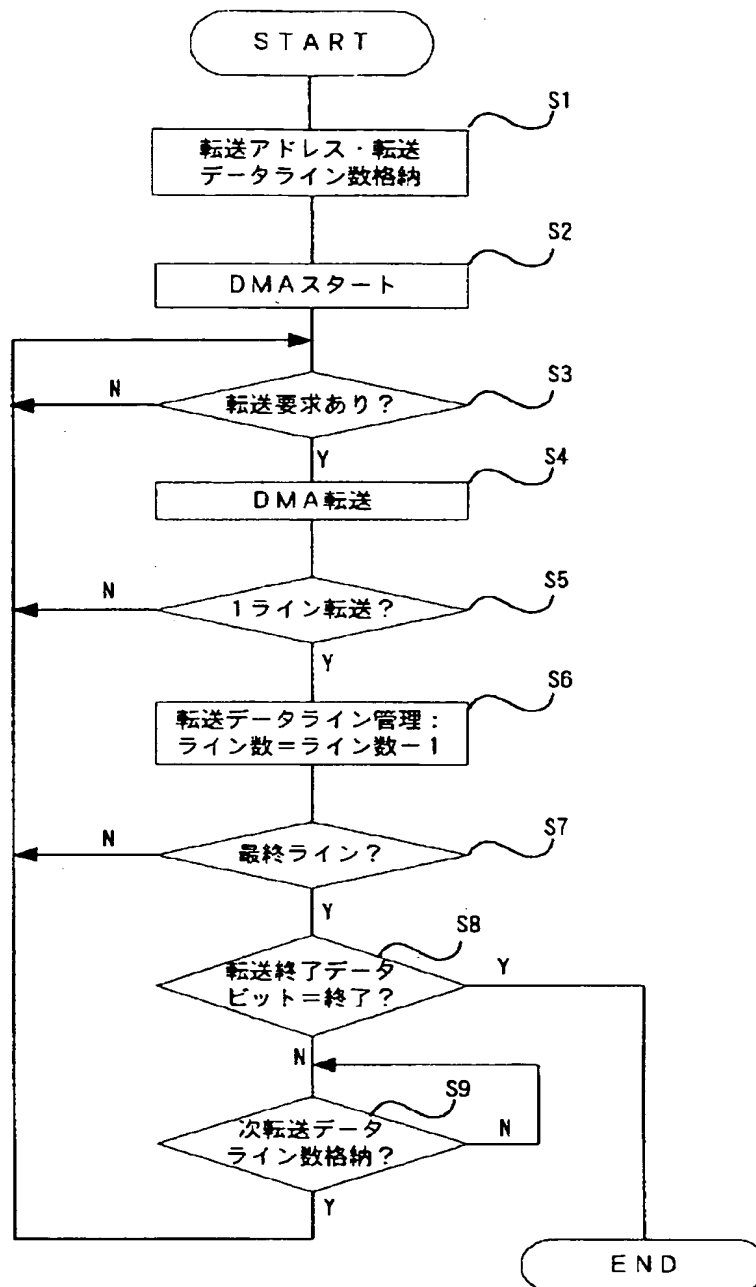 START
S1
転送アドレス・転送
データライン数格納
S2
DMAスタート
N
転送要求あり?
S3
Y
S4
DMA転送
N
1ライン転送?
S5
Y
S6
転送データライン管理:
ライン数=ライン数-1
N
最終ライン?
S7
Y
S8
転送終了データ
ビット=終了?
Y
N
S9
次転送データ
ライン数格納?
N
Y
END